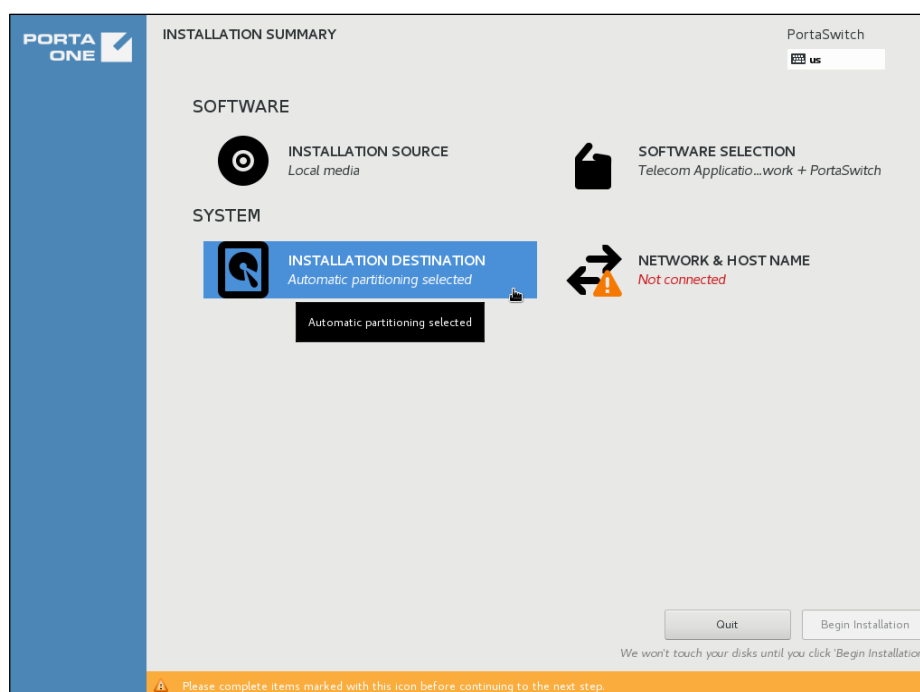 PORTA
ONE
INSTALLATION SUMMARY
PortaSwitch
us
SOFTWARE
INSTALLATION SOURCE
Local media
SOFTWARE SELECTION
Telecom Applicatio...work + PortaSwitch
SYSTEM
INSTALLATION DESTINATION
Automatic partitioning selected
NETWORK & HOST NAME
Not connected
Automatic partitioning selected
Quit
Begin Installation
We won't touch your disks until you click 'Begin Installation
Please complete items marked with this icon before continuing to the next step.